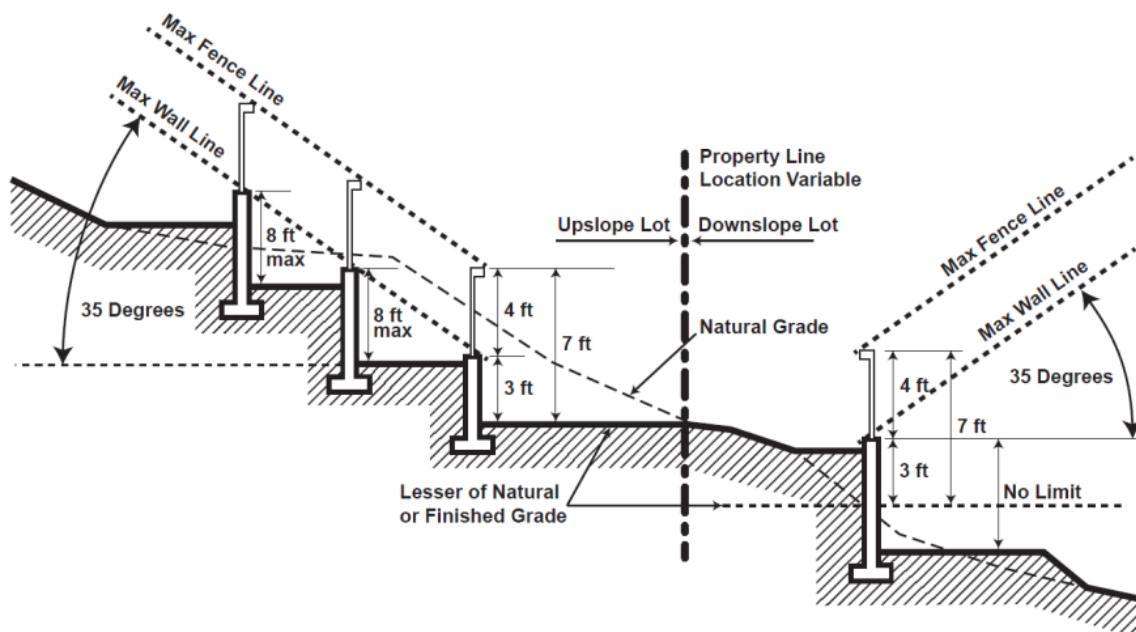 Max Fence Line
Max Wall Line
Property Line
Location Variable
Upslope Lot
Downslope Lot
Max Fence Line
Max Wall Line
8 ft
max
35 Degrees
8 ft
max
4 ft
7 ft
3 ft
Natural Grade
4 ft
35 Degrees
7 ft
3 ft
No Limit
Lesser of Natural
or Finished Grade